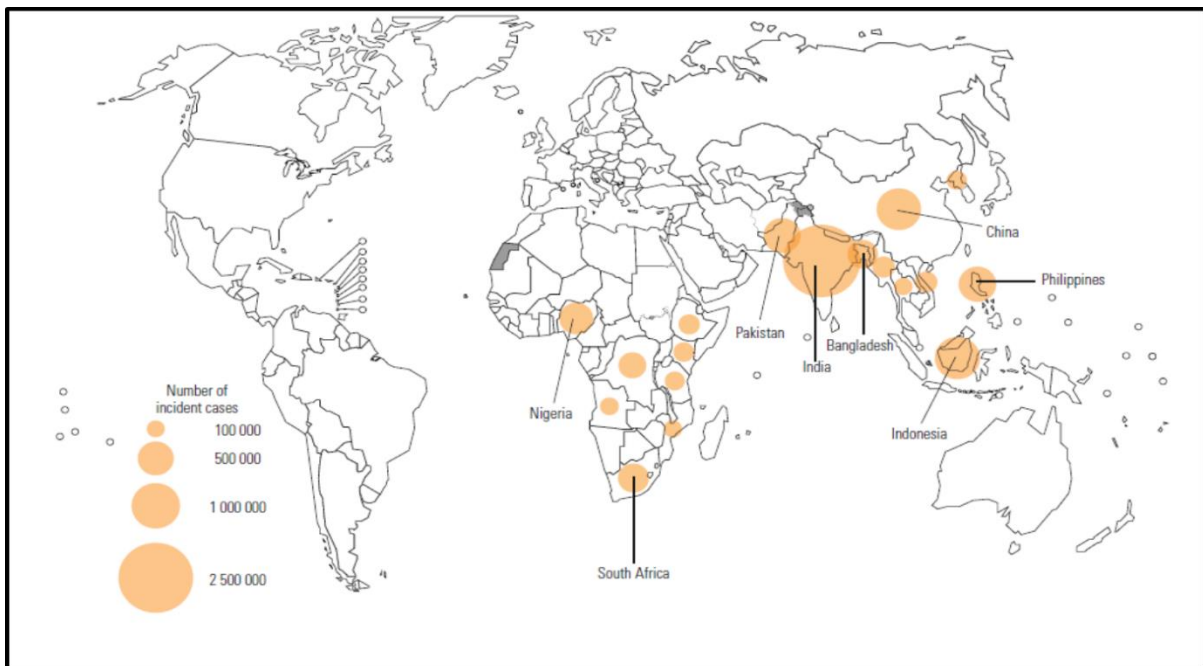 China
Philippines
Pakistan
Bangladesh
India
Nigeria
Indonesia
South Africa
Number of
incident cases
100 000
500 000
1 000 000
2 500 000